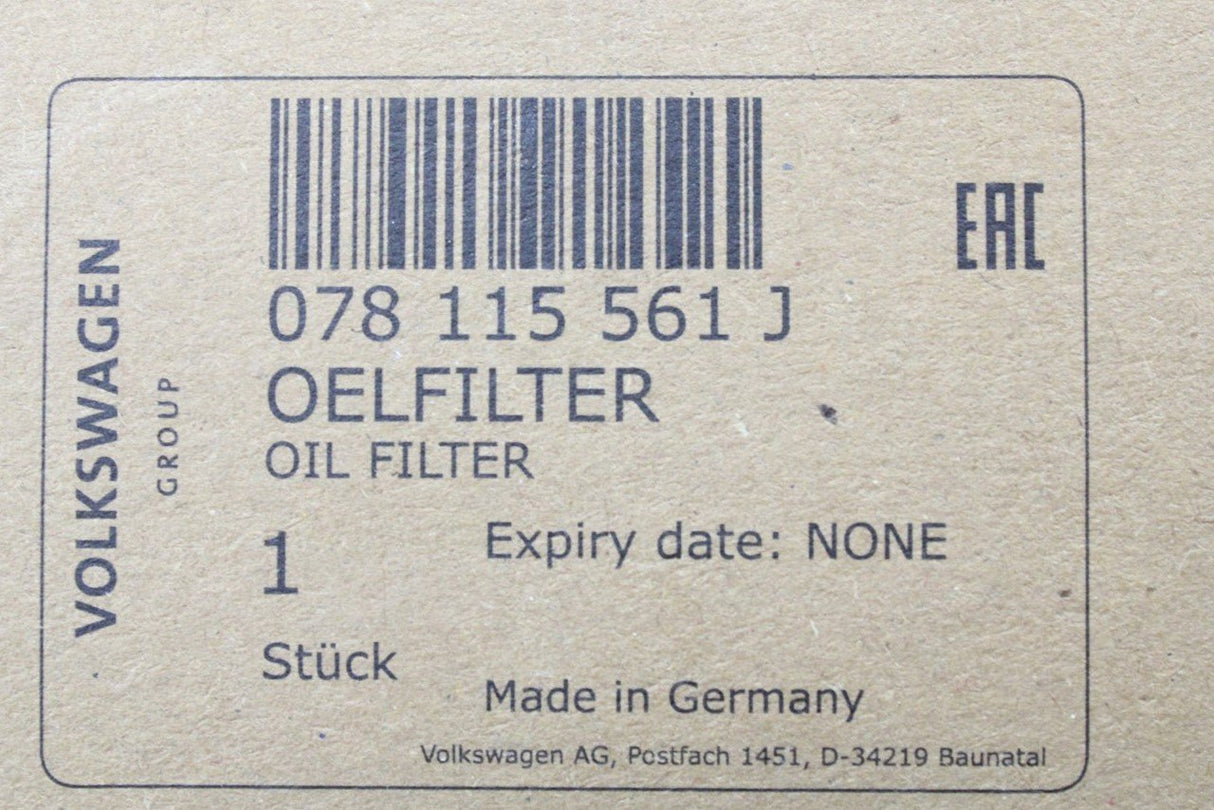 VOLKSWAGEN
GROUP
EAC
078 115 561 J
OELFILTER
OIL FILTER
1
Expiry date: NONE
Stück
Made in Germany
Volkswagen AG, Postfach 1451, D-34219 Baunatal